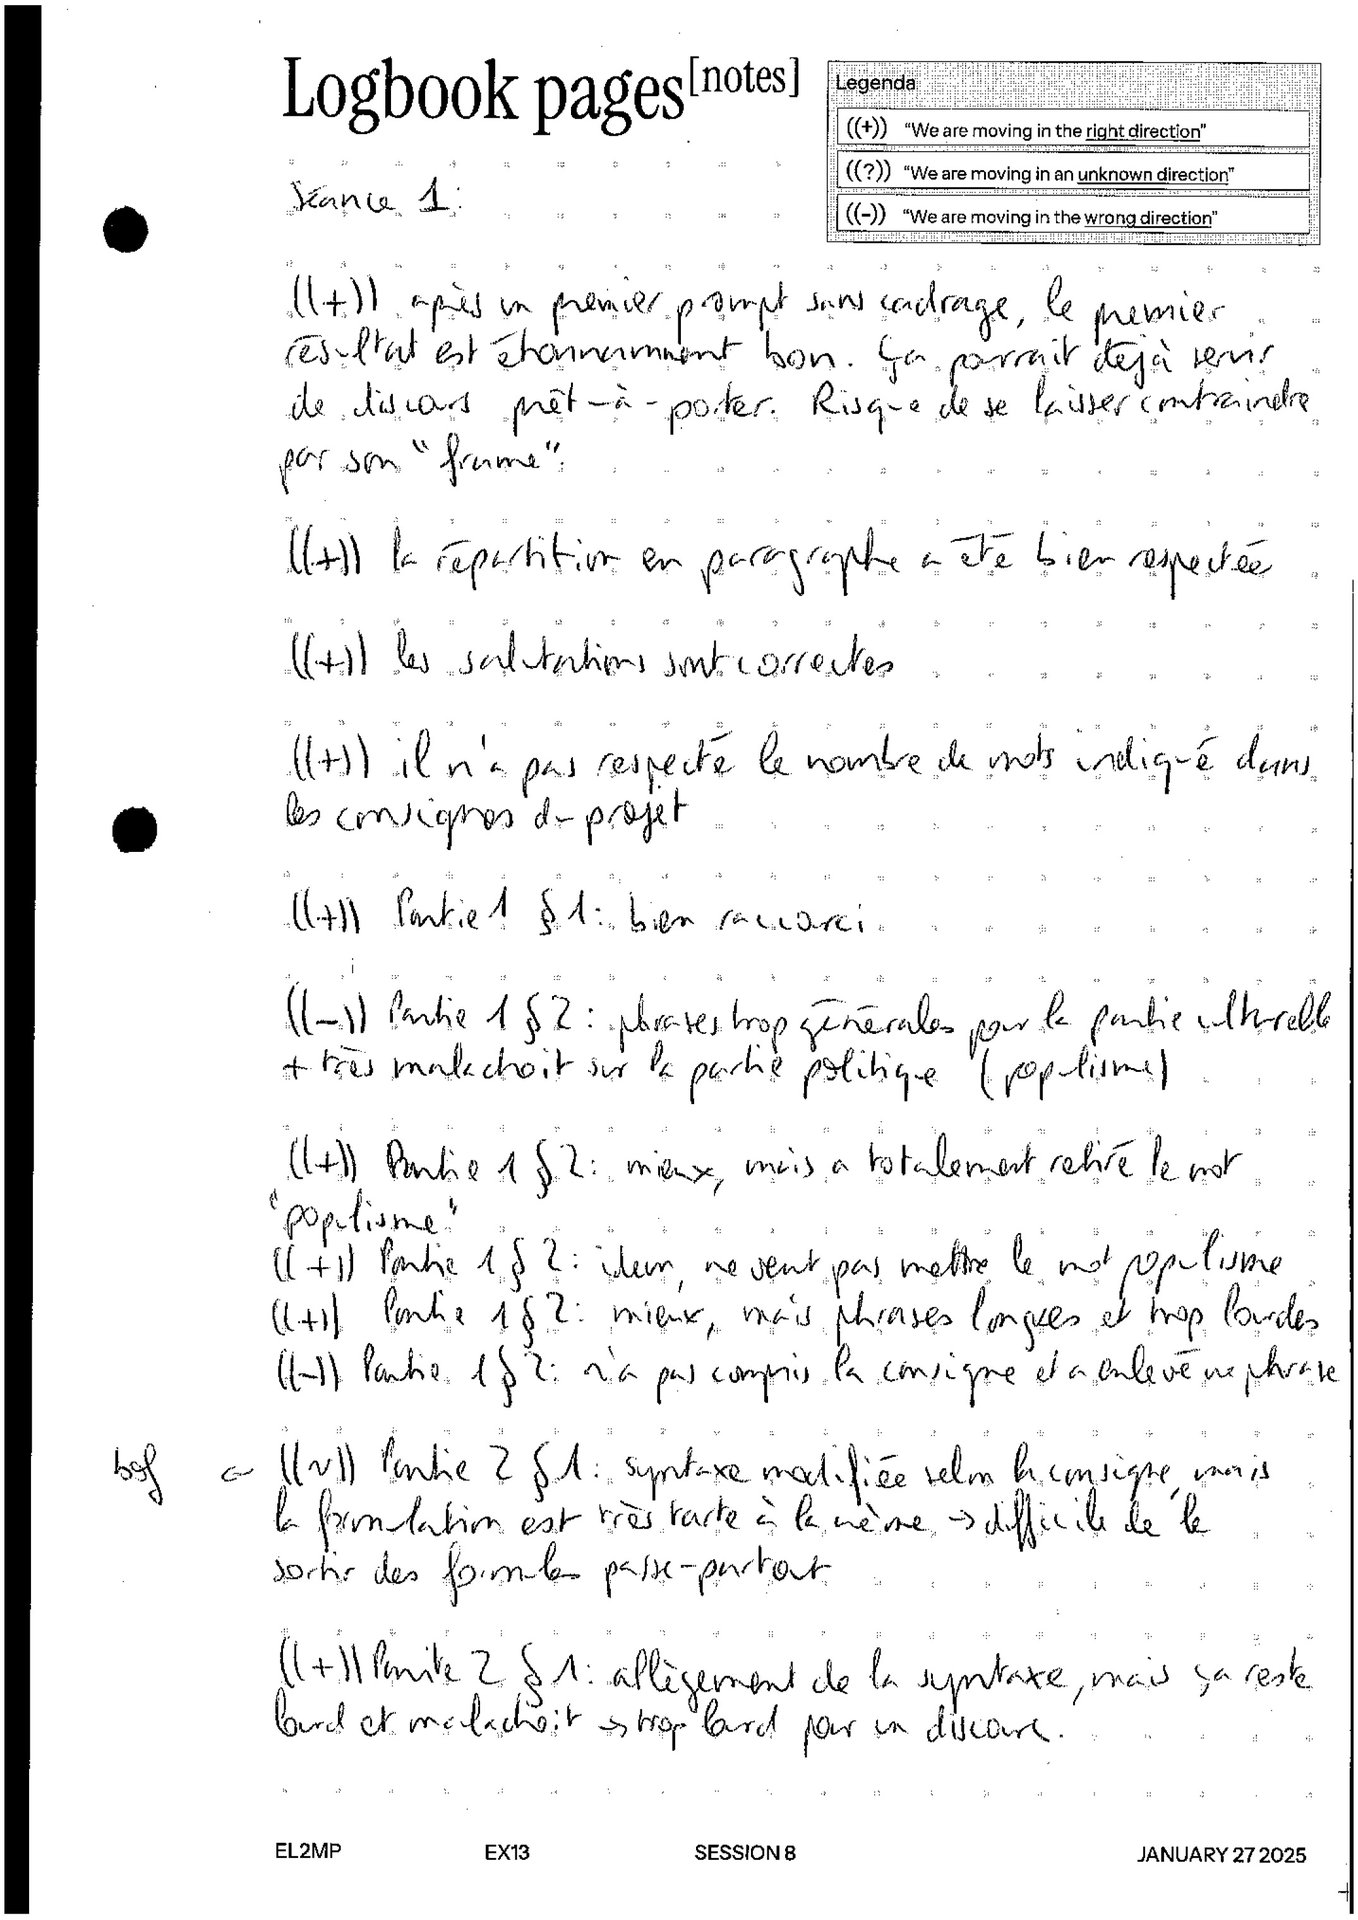 Logbook pages[notes]
Legenda
((+)) "We are moving in the right direction"
((?)) "We are moving in an unknown direction"
((-)) "We are moving in the wrong direction"
Séance 1:
((+)) après un premier prompt sans cadrage, le premier
résultat est étonnamment bon. Ça pourrait déjà servir
de discours prêt-à-porter. Risque de se laisser contraindre
par son "frame".
((+)) la répartition en paragraphe a été bien respectée
((+)) les salutations sont correctes
((+)) il n'a pas respecté le nombre de mots indiqué dans
les consignes du projet
((+)) Partie 1 § 1: bien raccourci
((-)) Partie 1 § 2: phrases trop générales pour la partie culturelle
+ très maladroit sur la partie politique (populisme)
((+)) Partie 1 § 2: mieux, mais a totalement retiré le mot
"populisme"
((+)) Partie 1 § 2: idem, ne veut pas mettre le mot populisme
((+)) Partie 1 § 2: mieux, mais phrases longues et trop lourdes
((-)) Partie 1 § 2: n'a pas compris la consigne et a enlevé une phrase
bof ← ((~)) Partie 2 § 1: syntaxe modifiée selon la consigne, mais
la formulation est très tarte à la crème → difficile de le
sortir des formules passe-partout
((+)) Partie 2 § 1: allègement de la syntaxe, mais ça reste
lourd et maladroit → trop lourd pour un discours.
EL2MP EX13 SESSION 8 JANUARY 27 2025